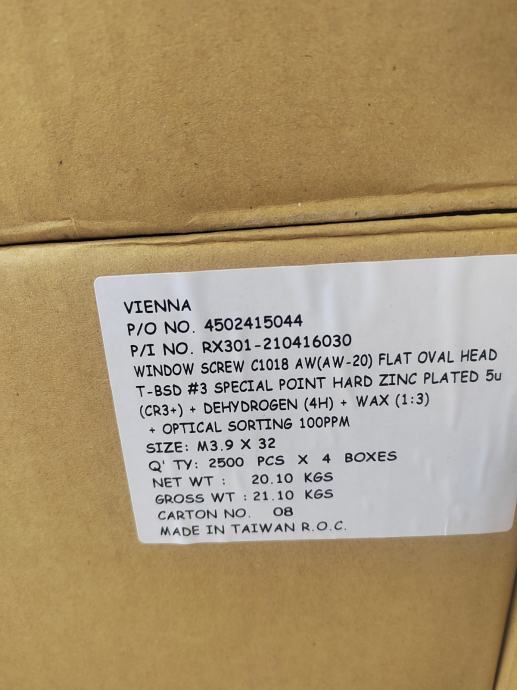 VIENNA
P/O NO. 4502415044
P/I NO. RX301-210416030
WINDOW SCREW C1018 AW(AW-20) FLAT OVAL HEAD
T-BSD #3 SPECIAL POINT HARD ZINC PLATED 5u
(CR3+) + DEHYDROGEN (4H) + WAX (1:3)
+ OPTICAL SORTING 100PPM
SIZE: M3.9 X 32
Q' TY: 2500 PCS X 4 BOXES
NET WT : 20.10 KGS
GROSS WT : 21.10 KGS
CARTON NO. 08
MADE IN TAIWAN R.O.C.